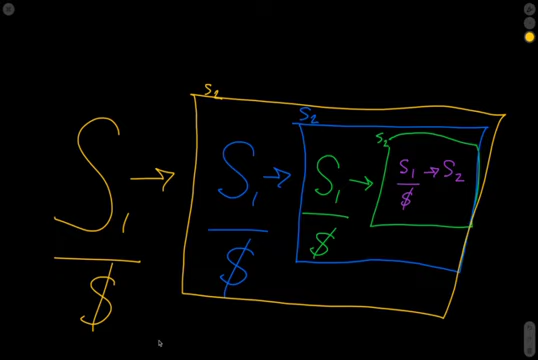 S₂
S₂
S₂
S₁ → S₁ → S₁ → S₁ → S₂
$ $ $ $